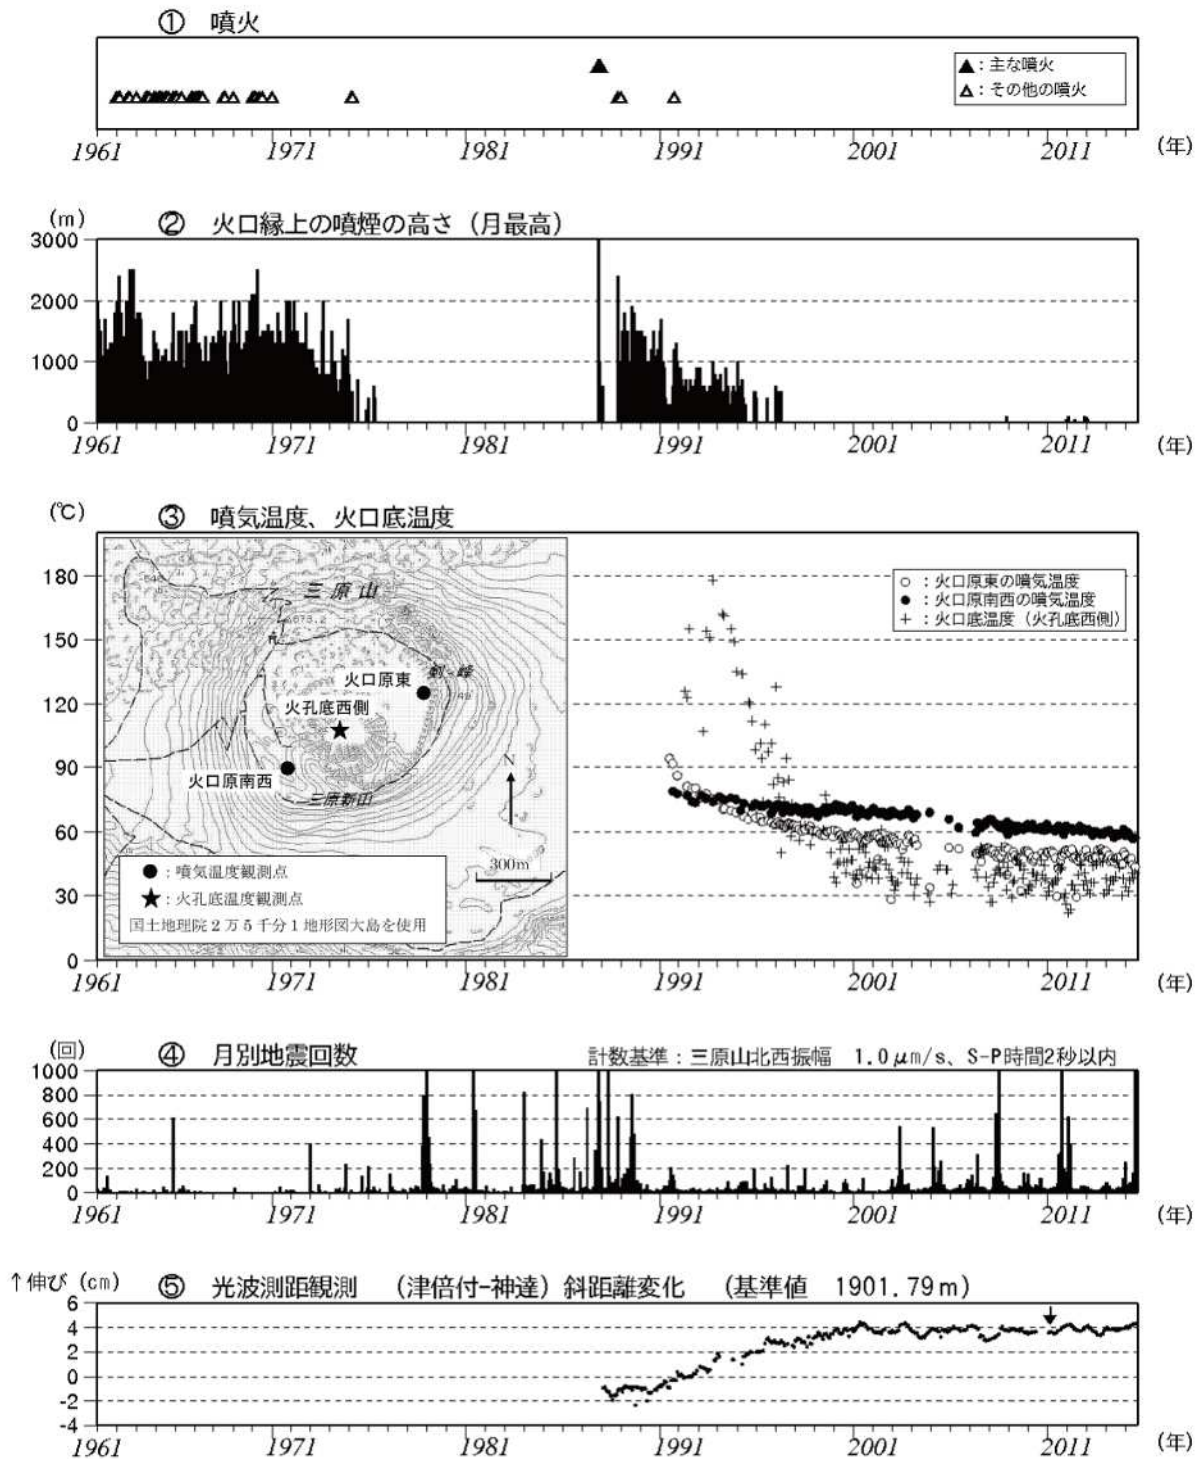 ① 噴火
▲：主な噴火
△：その他の噴火
1961 1971 1981 1991 2001 2011 (年)
(m) ② 火口縁上の噴煙の高さ（月最高）
3000
2000
1000
0
1961 1971 1981 1991 2001 2011 (年)
(℃) ③ 噴気温度、火口底温度
180
150
120
90
60
30
0
○ ：火口原東の噴気温度
● ：火口原南西の噴気温度
+ ：火口底温度（火孔底西側）
三原山
剣-峰
火口原東
火孔底西側
火口原南西
三原新山
N
300m
●：噴気温度観測点
★：火孔底温度観測点
国土地理院2万5千分1地形図大島を使用
1961 1971 1981 1991 2001 2011 (年)
(回) ④ 月別地震回数 計数基準：三原山北西振幅 1.0μm/s、S-P時間2秒以内
1000
800
600
400
200
0
1961 1971 1981 1991 2001 2011 (年)
↑伸び (cm) ⑤ 光波測距観測 （津倍付-神達）斜距離変化 （基準値 1901.79m）
6
4
2
0
-2
-4
1961 1971 1981 1991 2001 2011 (年)